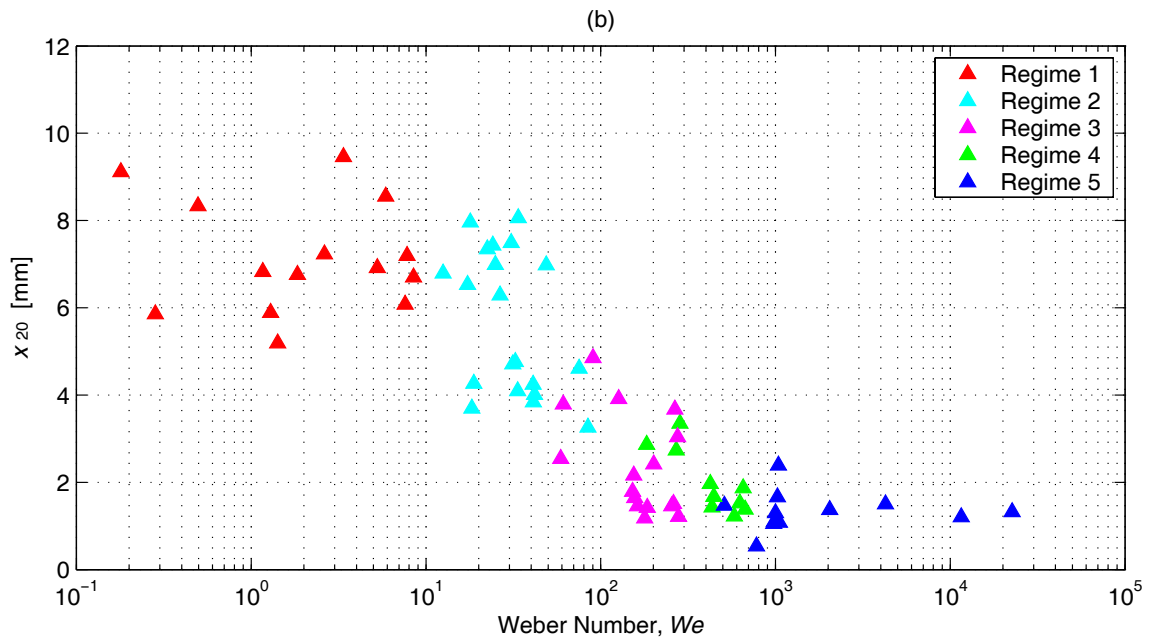 (b)
12
10
8
6
4
2
0
x 20 [mm]
Regime 1
Regime 2
Regime 3
Regime 4
Regime 5
10⁻¹ 10⁰ 10¹ 10² 10³ 10⁴ 10⁵
Weber Number, We